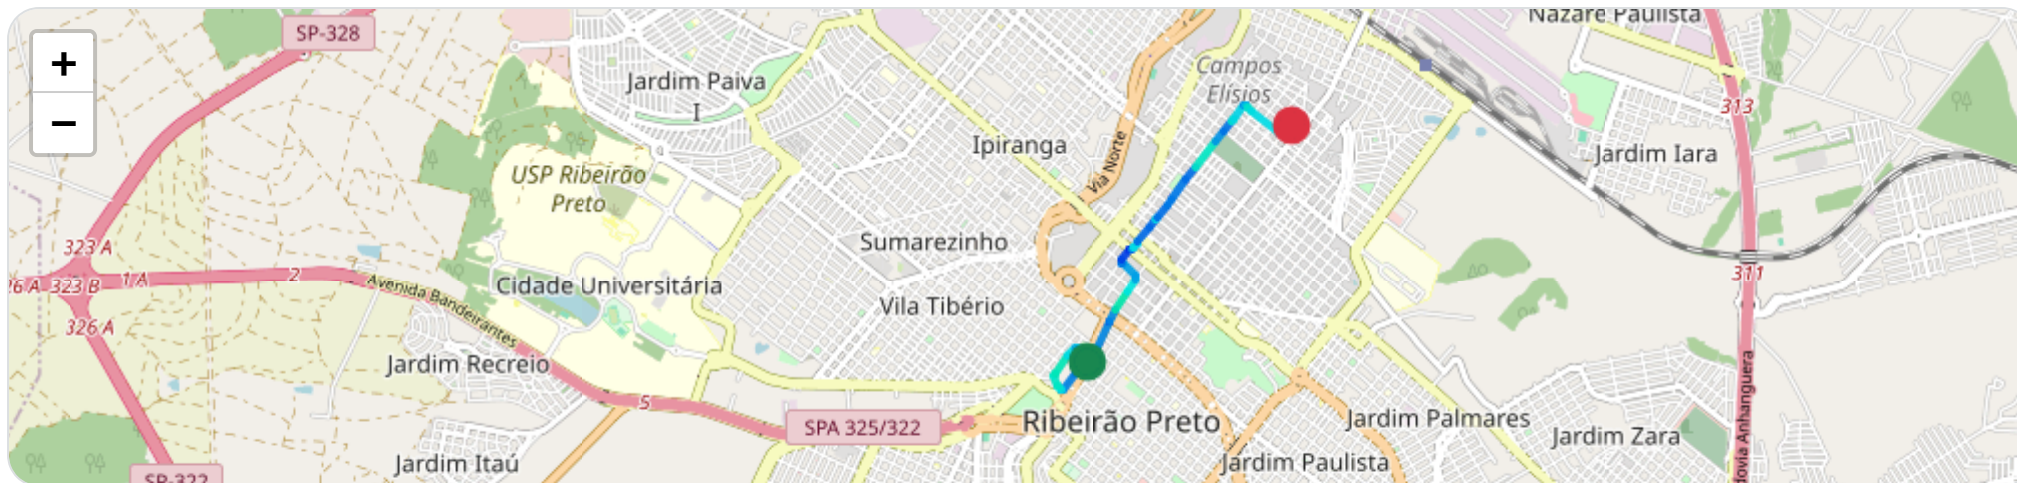 Nazaré Paulista
SP-328
+
−
Jardim Paiva
I
Campos
Elísios
313
Ipiranga
Via Norte
Jardim Iara
USP Ribeirão
Preto
323 A
Sumarezinho
6 A
323 B
1 A
2
Avenida Bandeirantes
Cidade Universitária
311
326 A
Vila Tibério
Jardim Recreio
5
SPA 325/322
Ribeirão Preto
Jardim Palmares
Jardim Zara
dovia Anhanguera
Jardim Itaú
Jardim Paulista
SP-322